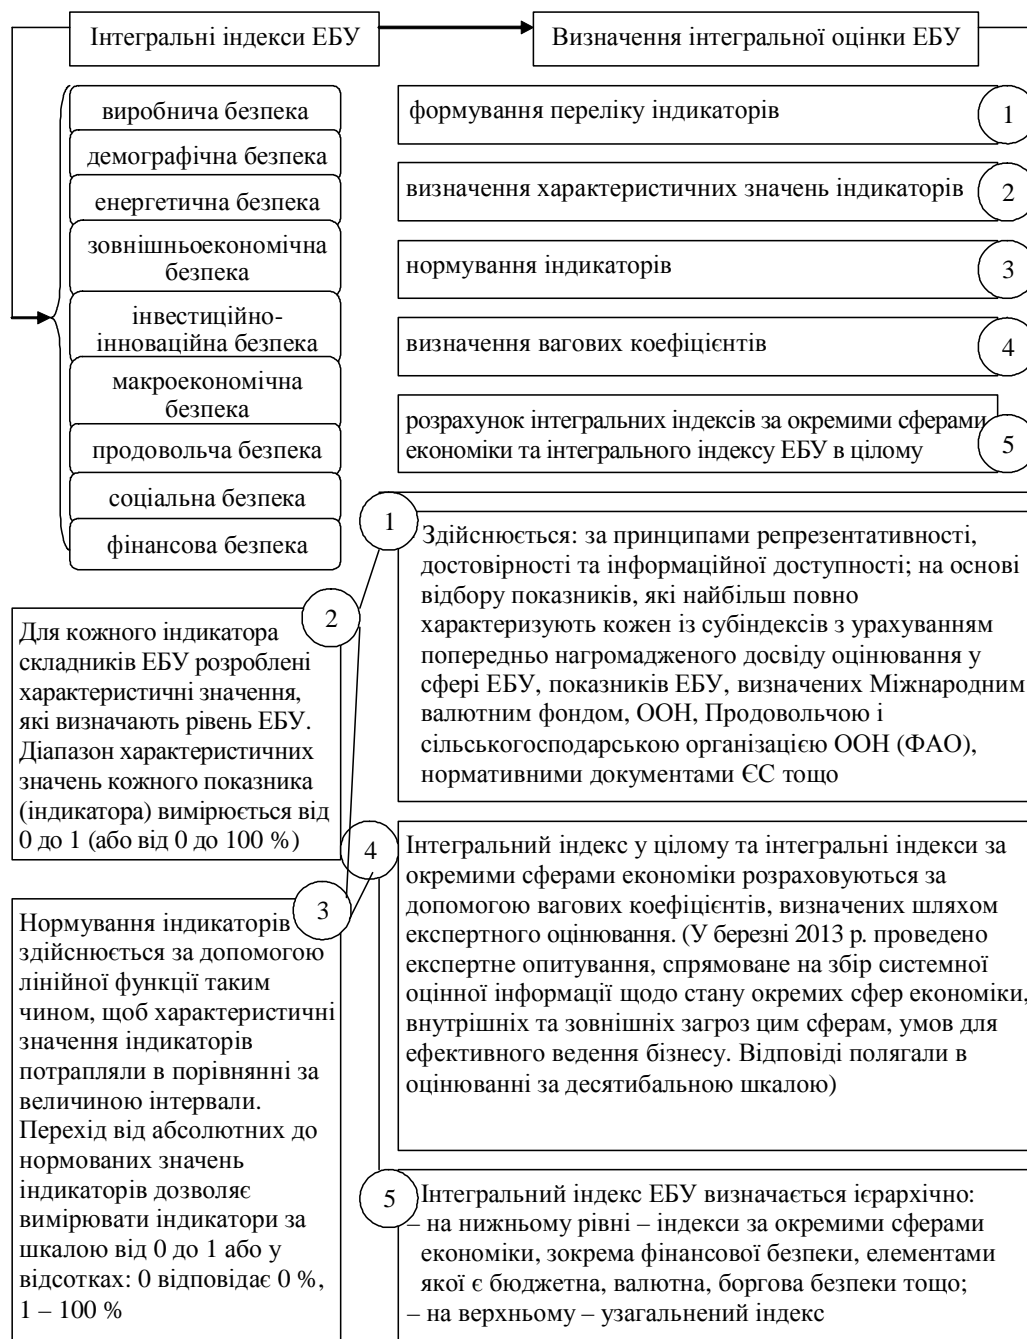 Інтегральні індекси ЕБУ
Визначення інтегральної оцінки ЕБУ
виробнича безпека
демографічна безпека
енергетична безпека
зовнішньоекономічна
безпека
інвестиційно-
інноваційна безпека
макроекономічна
безпека
продовольча безпека
соціальна безпека
фінансова безпека
формування переліку індикаторів
1
визначення характеристичних значень індикаторів
2
нормування індикаторів
3
визначення вагових коефіцієнтів
4
розрахунок інтегральних індексів за окремими сферами
економіки та інтегрального індексу ЕБУ в цілому
5
1
Здійснюється: за принципами репрезентативності,
достовірності та інформаційної доступності; на основі
відбору показників, які найбільш повно
характеризують кожен із субіндексів з урахуванням
попередньо нагромадженого досвіду оцінювання у
сфері ЕБУ, показників ЕБУ, визначених Міжнародним
валютним фондом, ООН, Продовольчою і
сільськогосподарською організацією ООН (ФАО),
нормативними документами ЄС тощо
2
Для кожного індикатора
складників ЕБУ розроблені
характеристичні значення,
які визначають рівень ЕБУ.
Діапазон характеристичних
значень кожного показника
(індикатора) вимірюється від
0 до 1 (або від 0 до 100 %)
3
Нормування індикаторів
здійснюється за допомогою
лінійної функції таким
чином, щоб характеристичні
значення індикаторів
потрапляли в порівнянні за
величиною інтервали.
Перехід від абсолютних до
нормованих значень
індикаторів дозволяє
вимірювати індикатори за
шкалою від 0 до 1 або у
відсотках: 0 відповідає 0 %,
1 – 100 %
4
Інтегральний індекс у цілому та інтегральні індекси за
окремими сферами економіки розраховуються за
допомогою вагових коефіцієнтів, визначених шляхом
експертного оцінювання. (У березні 2013 р. проведено
експертне опитування, спрямоване на збір системної
оцінної інформації щодо стану окремих сфер економіки,
внутрішніх та зовнішніх загроз цим сферам, умов для
ефективного ведення бізнесу. Відповіді полягали в
оцінюванні за десятибальною шкалою)
5
Інтегральний індекс ЕБУ визначається ієрархічно:
– на нижньому рівні – індекси за окремими сферами
економіки, зокрема фінансової безпеки, елементами
якої є бюджетна, валютна, боргова безпеки тощо;
– на верхньому – узагальнений індекс